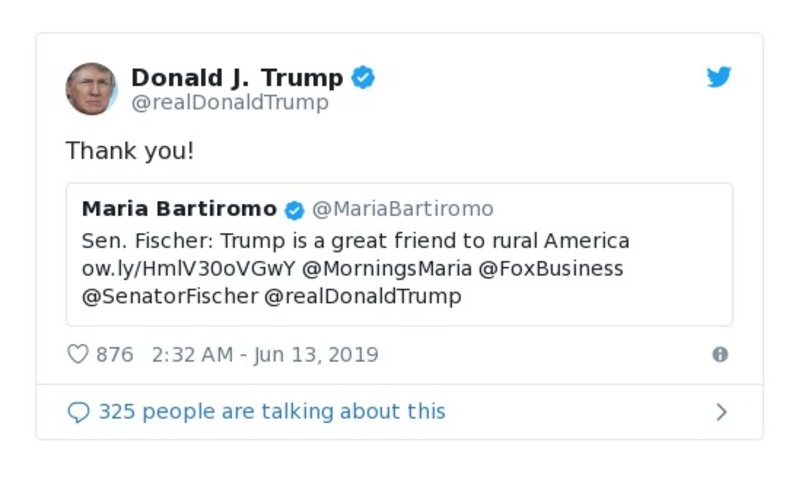 Donald J. Trump
@realDonaldTrump
Thank you!
Maria Bartiromo @MariaBartiromo
Sen. Fischer: Trump is a great friend to rural America
ow.ly/HmlV30oVGwY @MorningsMaria @FoxBusiness
@SenatorFischer @realDonaldTrump
876 2:32 AM - Jun 13, 2019
325 people are talking about this